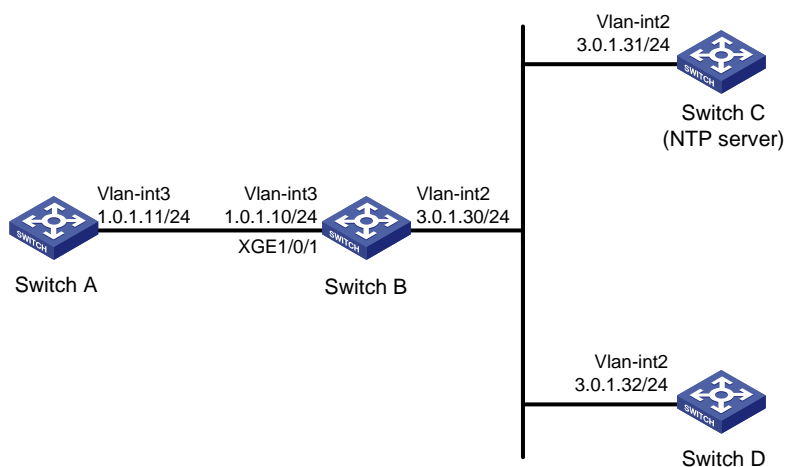 Vlan-int2
3.0.1.31/24
SWITCH
Switch C
(NTP server)
Vlan-int3
1.0.1.11/24
Vlan-int3
1.0.1.10/24
Vlan-int2
3.0.1.30/24
SWITCH
SWITCH
XGE1/0/1
Switch A
Switch B
Vlan-int2
3.0.1.32/24
SWITCH
Switch D